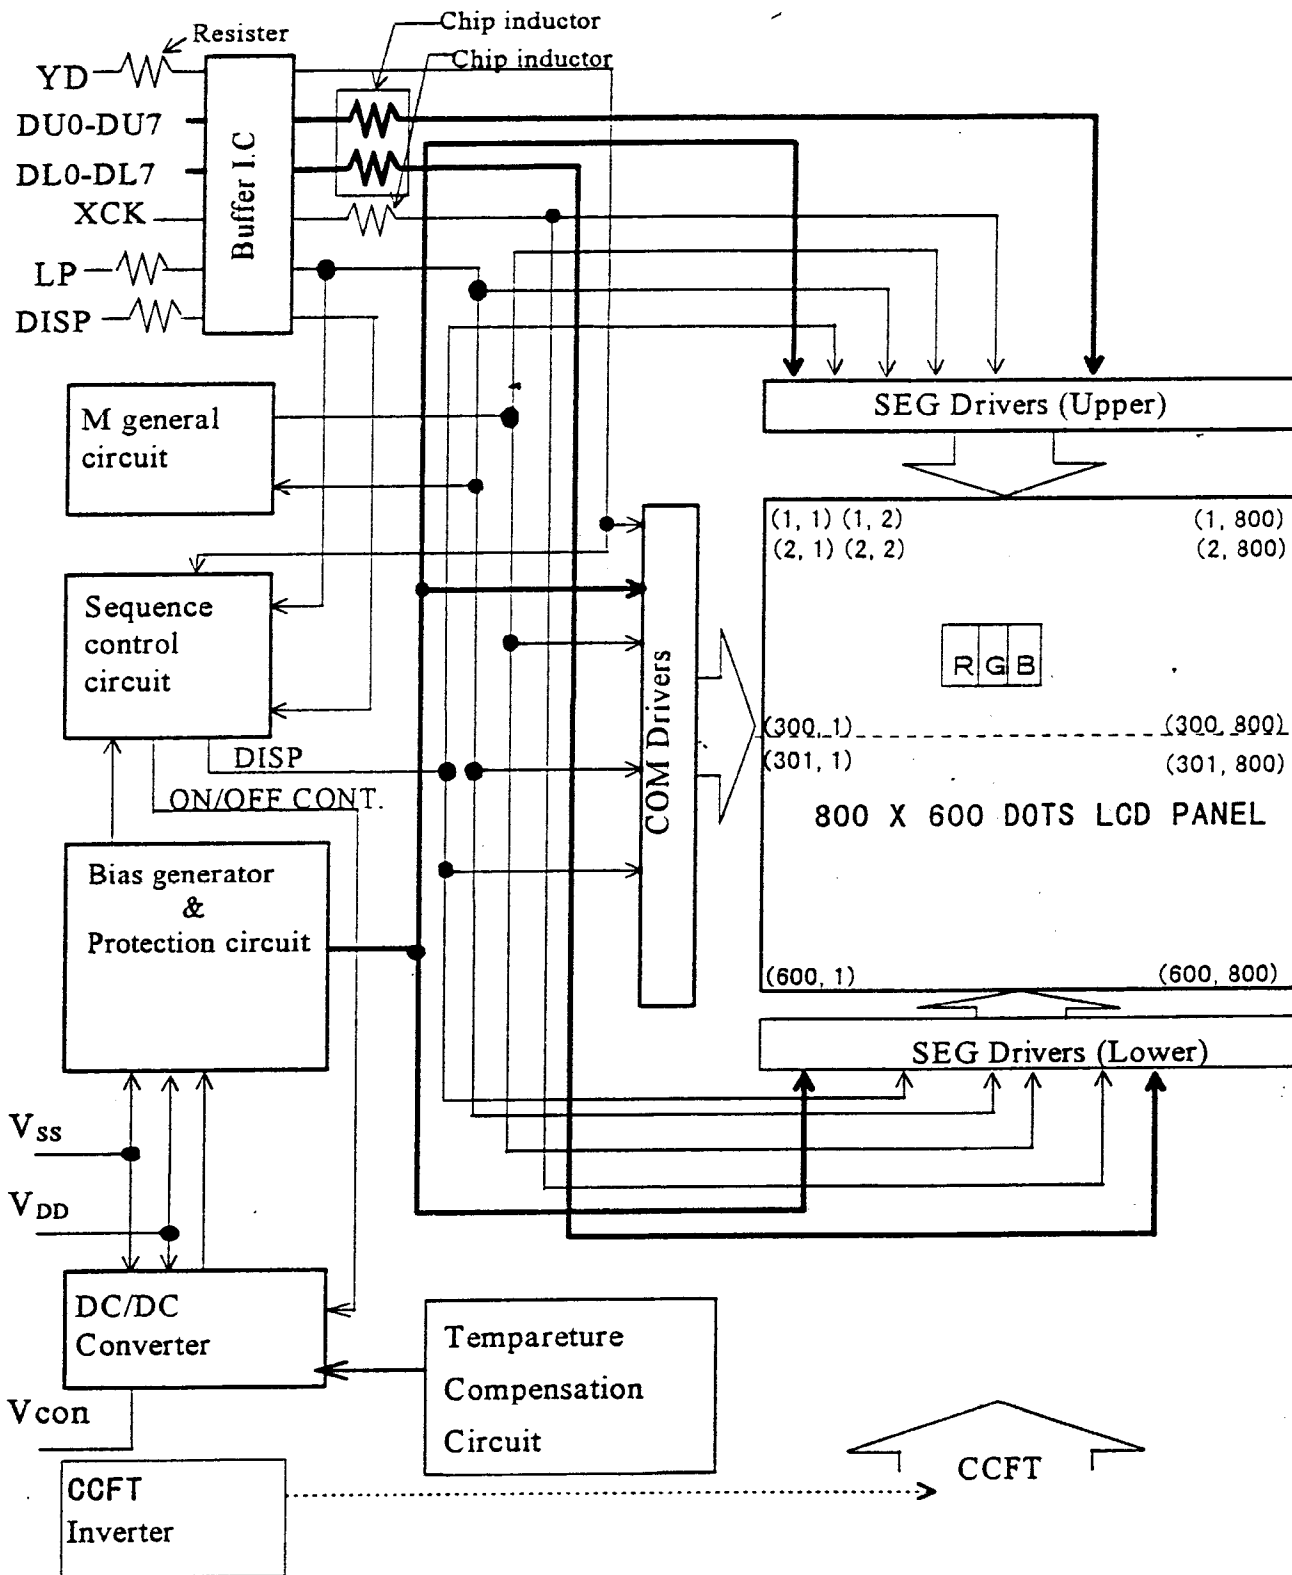 Chip inductor
Resister
Chip inductor
YD
DU0-DU7
DL0-DL7
XCK
LP
DISP
Buffer I.C
M general
circuit
SEG Drivers (Upper)
(1, 1) (1, 2) (1, 800)
(2, 1) (2, 2) (2, 800)
Sequence
control
circuit
R G B
COM Drivers
(300, 1) (300, 800)
(301, 1) (301, 800)
DISP
ON/OFF CONT.
800 X 600 DOTS LCD PANEL
Bias generator
&
Protection circuit
(600, 1) (600, 800)
SEG Drivers (Lower)
Vss
VDD
DC/DC
Converter
Tempareture
Compensation
Circuit
Vcon
CCFT
CCFT
Inverter